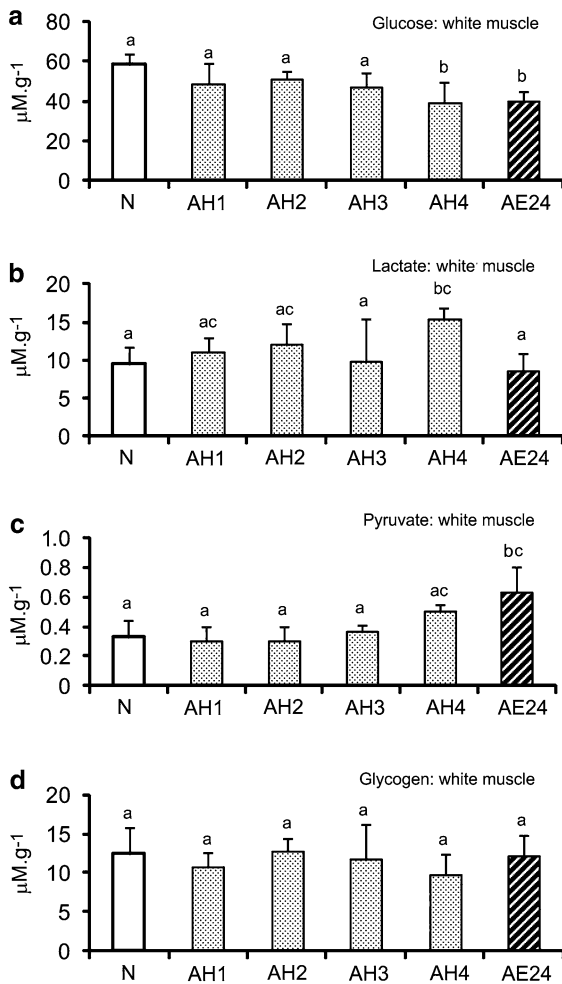 a
Glucose: white muscle
80
60
40
20
0
µM.g-1
a
a
a
a
b
b
N AH1 AH2 AH3 AH4 AE24
b
Lactate: white muscle
20
15
10
5
0
µM.g-1
a
ac
ac
a
bc
a
N AH1 AH2 AH3 AH4 AE24
c
Pyruvate: white muscle
1.0
0.8
0.6
0.4
0.2
0
µM.g-1
a
a
a
a
ac
bc
N AH1 AH2 AH3 AH4 AE24
d
Glycogen: white muscle
20
15
10
5
0
µM.g-1
a
a
a
a
a
a
N AH1 AH2 AH3 AH4 AE24